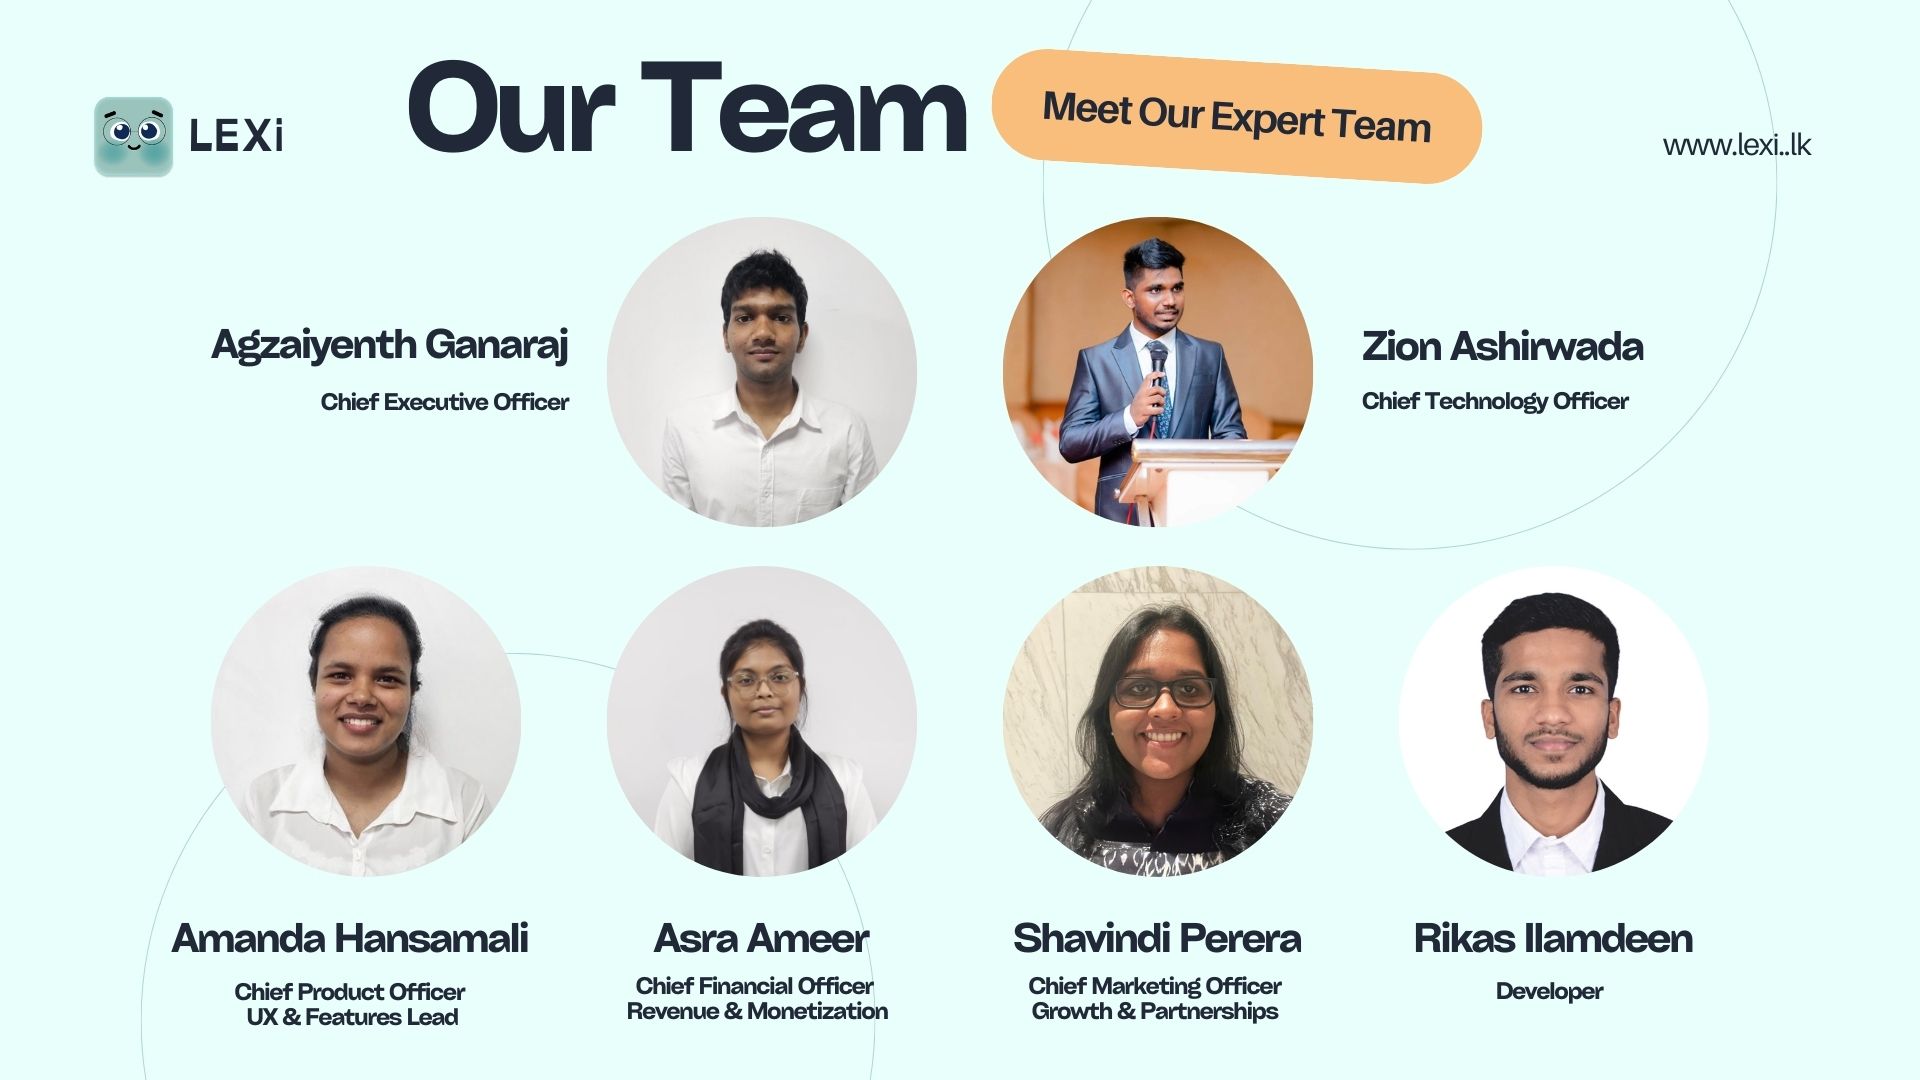 LEXi
Our Team
Meet Our Expert Team
www.lexi..lk
Agzaiyenth Ganaraj
Chief Executive Officer
Zion Ashirwada
Chief Technology Officer
Amanda Hansamali
Chief Product Officer
UX & Features Lead
Asra Ameer
Chief Financial Officer
Revenue & Monetization
Shavindi Perera
Chief Marketing Officer
Growth & Partnerships
Rikas Ilamdeen
Developer